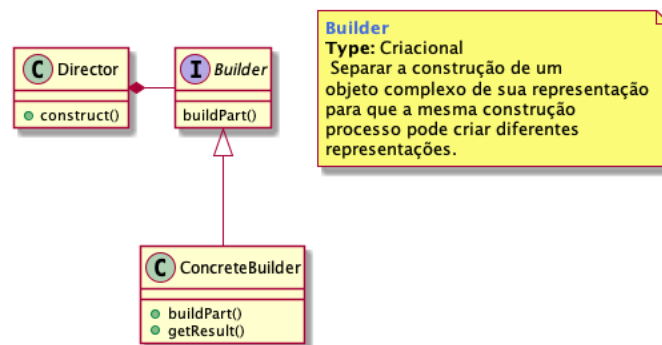 C Director
construct()
I Builder
buildPart()
C ConcreteBuilder
buildPart()
getResult()
Builder
Type: Criacional
Separar a construção de um
objeto complexo de sua representação
para que a mesma construção
processo pode criar diferentes
representações.